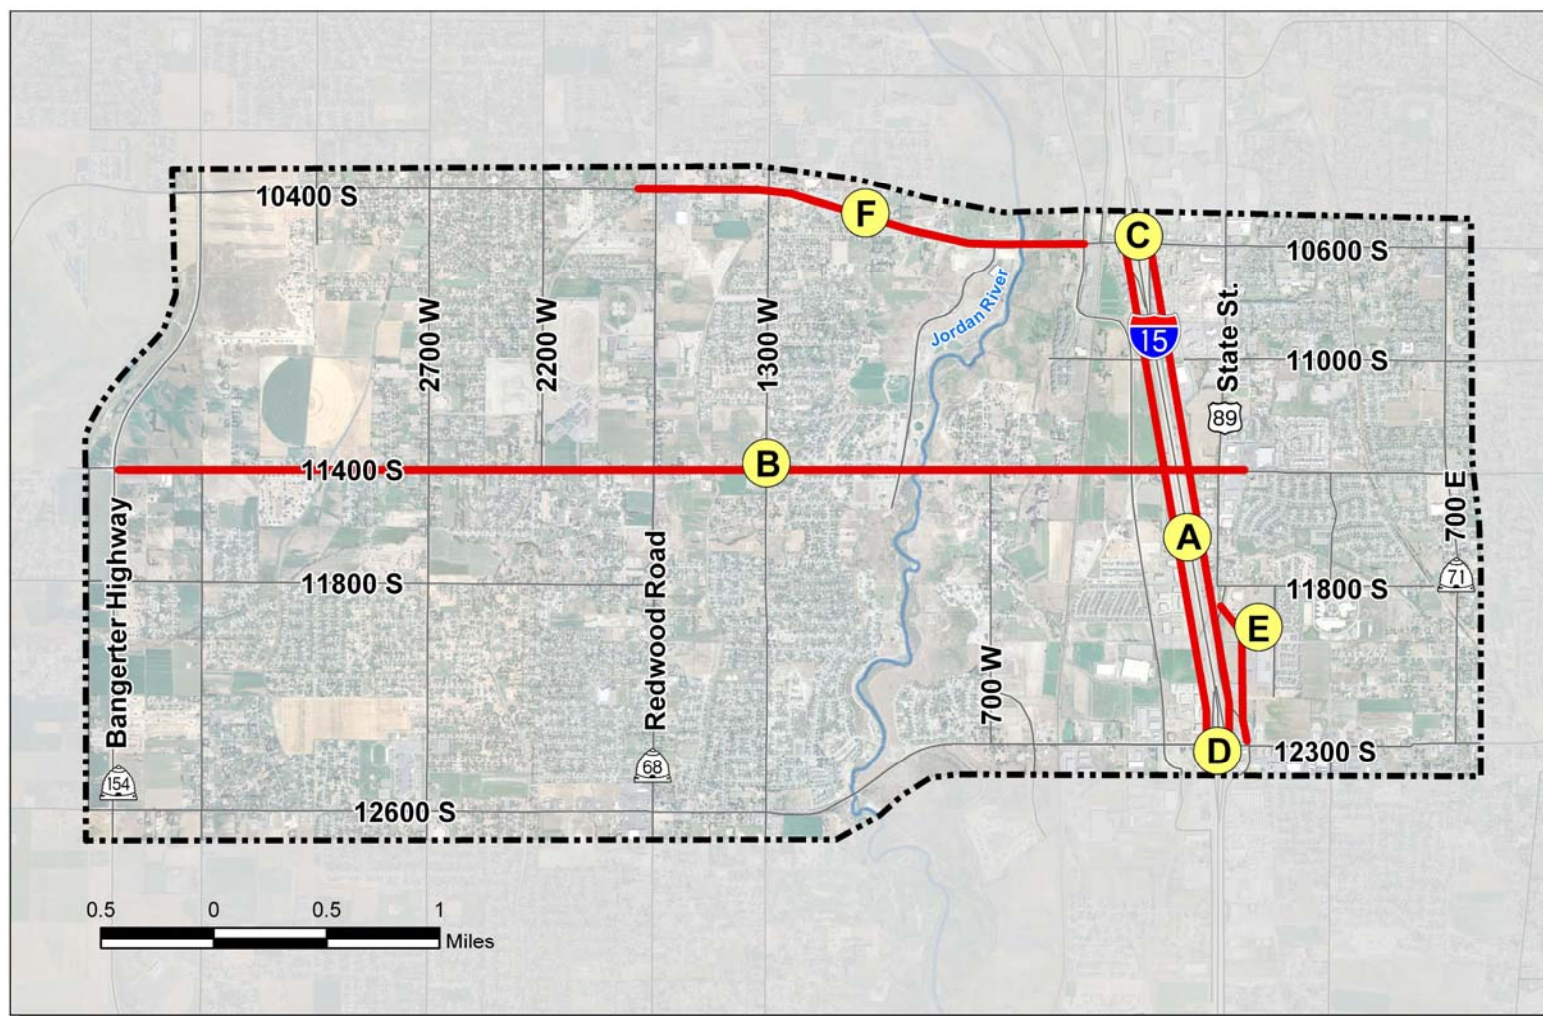 10400 S
F
C
10600 S
2700 W
2200 W
1300 W
Jordan River
15
State St.
11000 S
89
11400 S
B
A
700 E
71
Bangerter Highway
11800 S
Redwood Road
11800 S
E
700 W
154
68
D
12300 S
12600 S
0.5 0 0.5 1
Miles